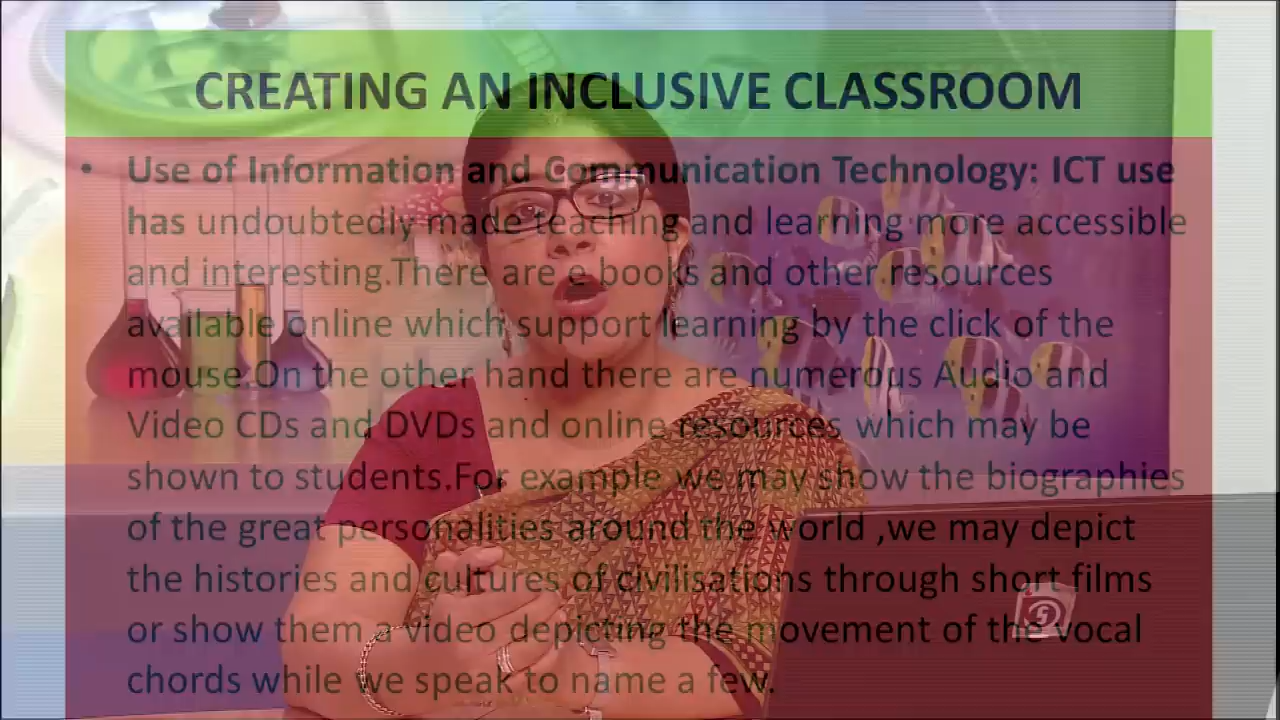 CREATING AN INCLUSIVE CLASSROOM
• Use of Information and Communication Technology: ICT use
has undoubtedly made teaching and learning more accessible
and interesting.There are e books and other resources
available online which support learning by the click of the
mouse.On the other hand there are numerous Audio and
Video CDs and DVDs and online resources which may be
shown to students.For example we may show the biographies
of the great personalities around the world ,we may depict
the histories and cultures of civilisations through short films
or show them a video depicting the movement of the vocal
chords while we speak to name a few.